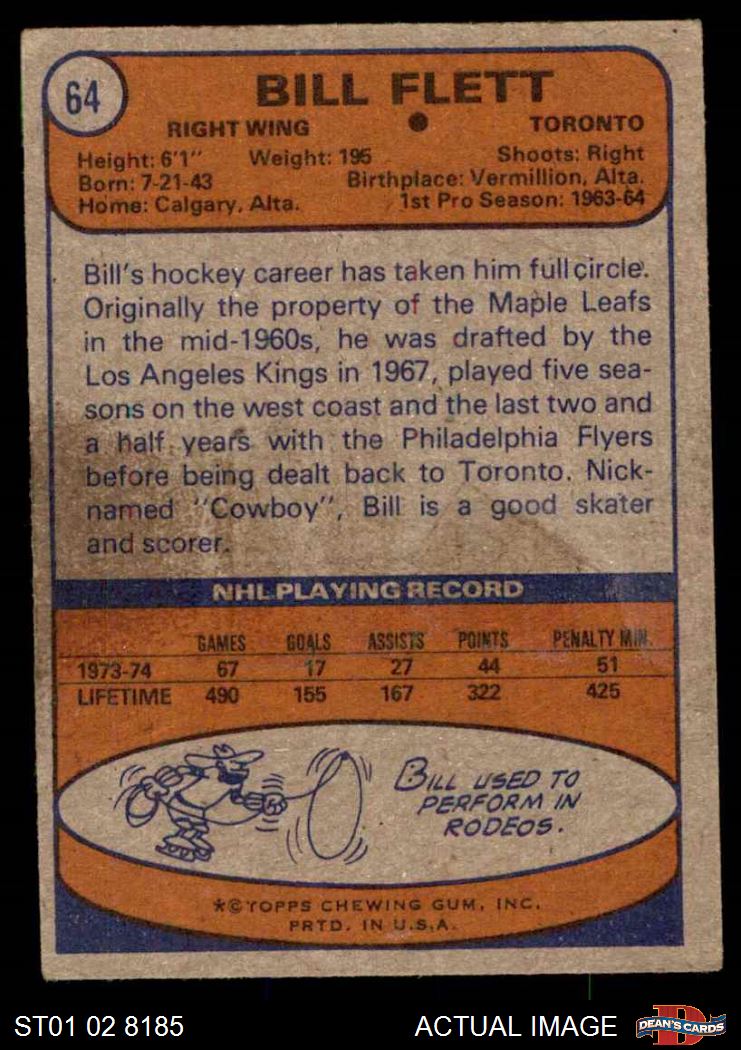 64
BILL FLETT
RIGHT WING ● TORONTO
Height: 6'1" Weight: 195 Shoots: Right
Born: 7-21-43 Birthplace: Vermillion, Alta.
Home: Calgary, Alta. 1st Pro Season: 1963-64
Bill's hockey career has taken him full circle.
Originally the property of the Maple Leafs
in the mid-1960s, he was drafted by the
Los Angeles Kings in 1967, played five sea-
sons on the west coast and the last two and
a half years with the Philadelphia Flyers
before being dealt back to Toronto. Nick-
named "Cowboy", Bill is a good skater
and scorer.
NHL PLAYING RECORD
GAMES GOALS ASSISTS POINTS PENALTY MIN.
1973-74 67 17 27 44 51
LIFETIME 490 155 167 322 425
BILL USED TO
PERFORM IN
RODEOS.
*©TOPPS CHEWING GUM, INC.
PRTD. IN U.S.A.
ST01 02 8185 ACTUAL IMAGE DEAN'S CARDS